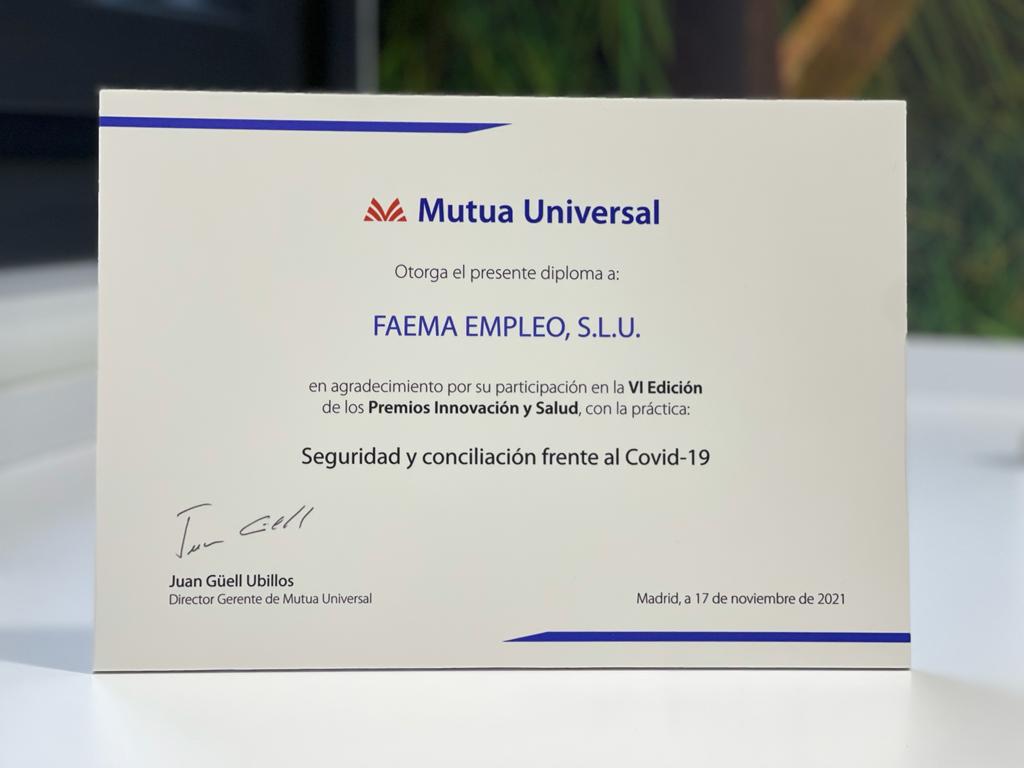 Mutua Universal
Otorga el presente diploma a:
FAEMA EMPLEO, S.L.U.
en agradecimiento por su participación en la VI Edición
de los Premios Innovación y Salud, con la práctica:
Seguridad y conciliación frente al Covid-19
Juan Güell
Juan Güell Ubillos
Director Gerente de Mutua Universal
Madrid, a 17 de noviembre de 2021